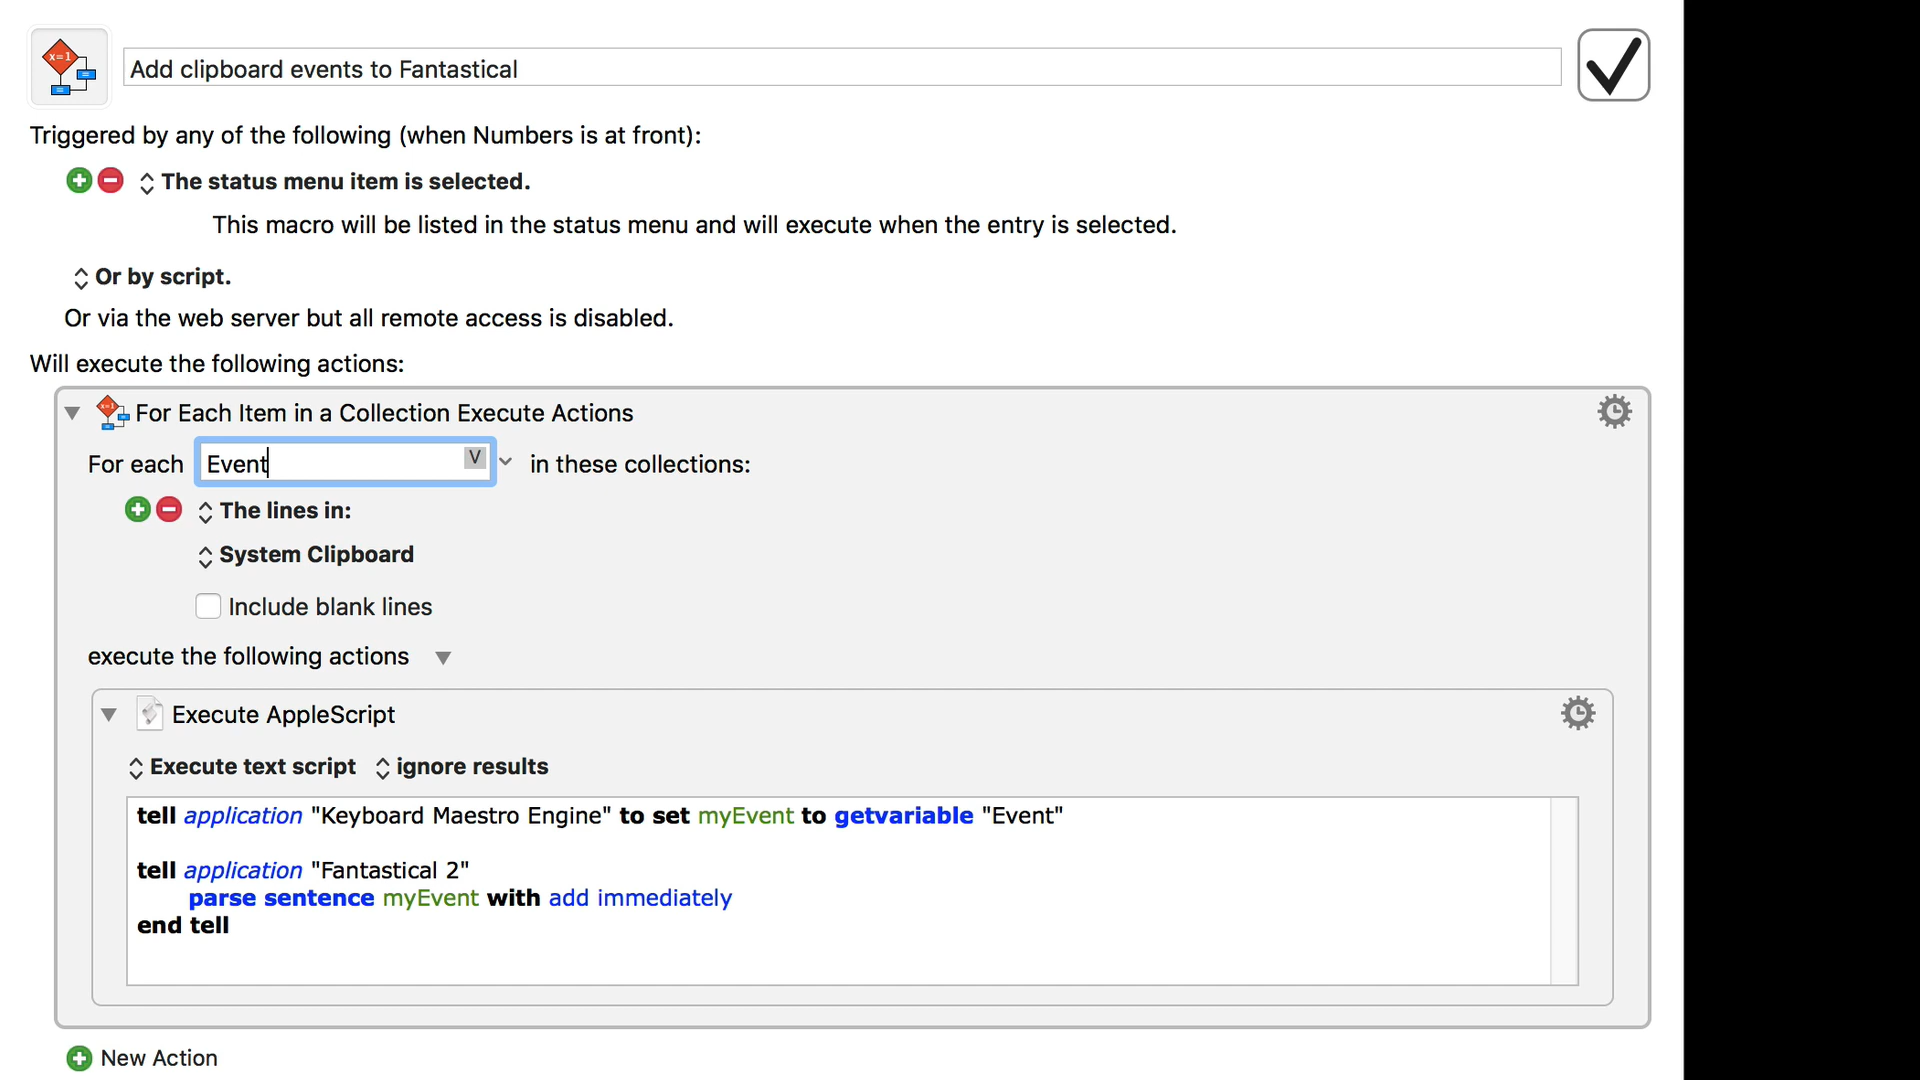 x=1
Add clipboard events to Fantastical
Triggered by any of the following (when Numbers is at front):
The status menu item is selected.
This macro will be listed in the status menu and will execute when the entry is selected.
Or by script.
Or via the web server but all remote access is disabled.
Will execute the following actions:
x=1 For Each Item in a Collection Execute Actions
For each Event V in these collections:
The lines in:
System Clipboard
Include blank lines
execute the following actions
Execute AppleScript
Execute text script ignore results
tell application "Keyboard Maestro Engine" to set myEvent to getvariable "Event"
tell application "Fantastical 2"
parse sentence myEvent with add immediately
end tell
New Action